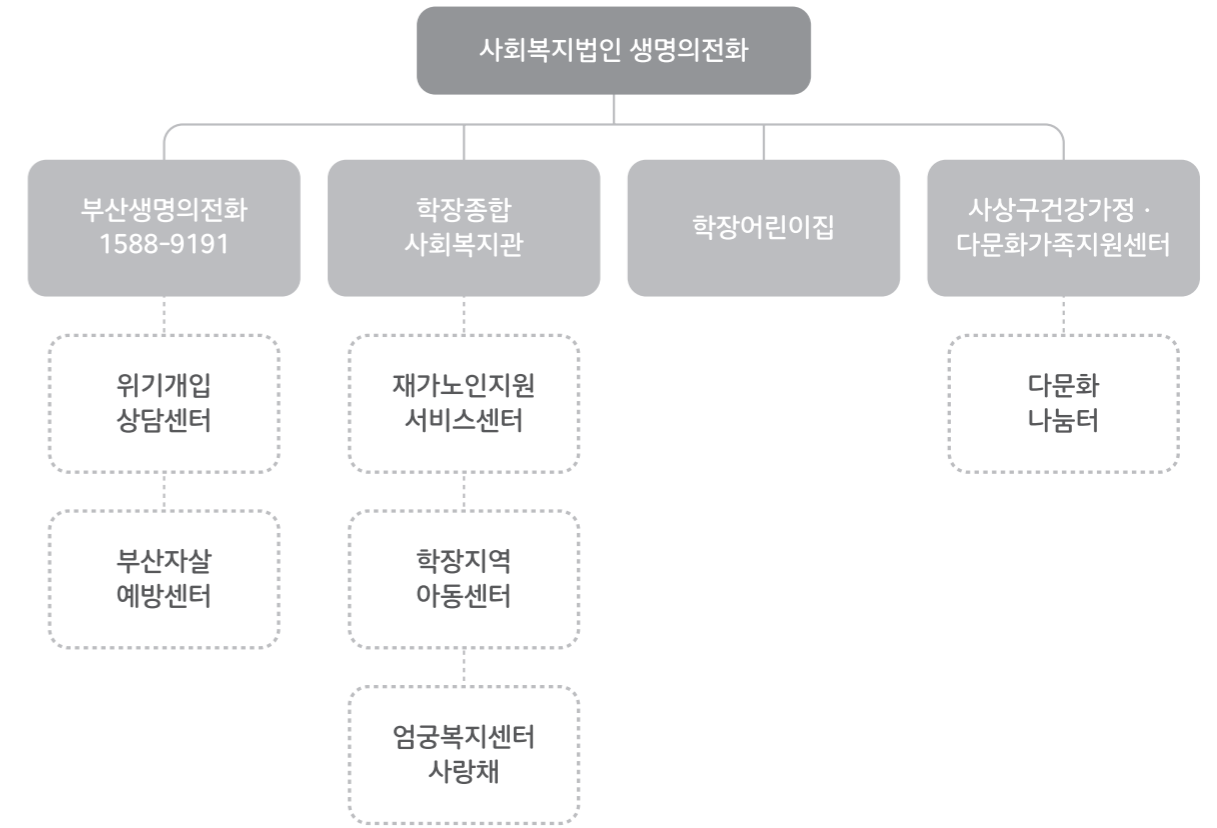 사회복지법인 생명의전화
부산생명의전화
1588-9191
학장종합
사회복지관
학장어린이집
사상구건강가정 ·
다문화가족지원센터
위기개입
상담센터
재가노인지원
서비스센터
다문화
나눔터
부산자살
예방센터
학장지역
아동센터
엄궁복지센터
사랑채